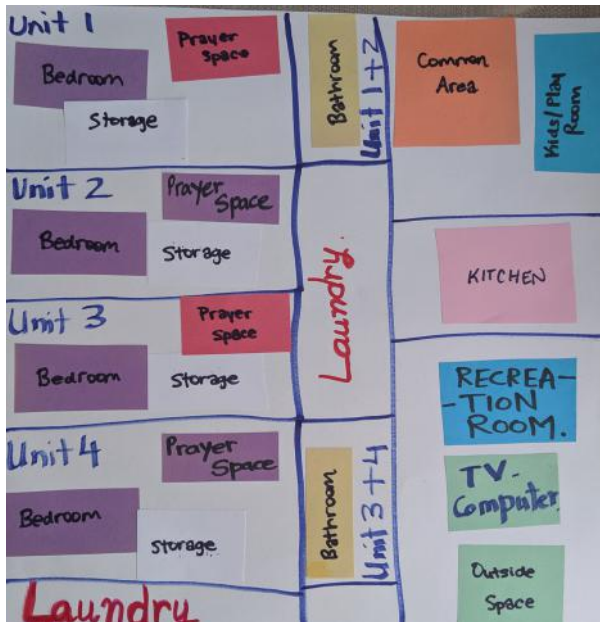 Unit 1
Prayer
Space
Bedroom
Storage
Bathroom
Unit 1+2
Common
Area
Kids/Play
Room
Unit 2
Prayer
Space
Bedroom
Storage
Laundry.
KITCHEN
Unit 3
Prayer
space
Bedroom
Storage
RECREA-
-TION
ROOM.
Unit 4
Prayer
Space
Bedroom
Storage
Bathroom
Unit 3+4
TV-
Computer
Outside
Space
Laundry